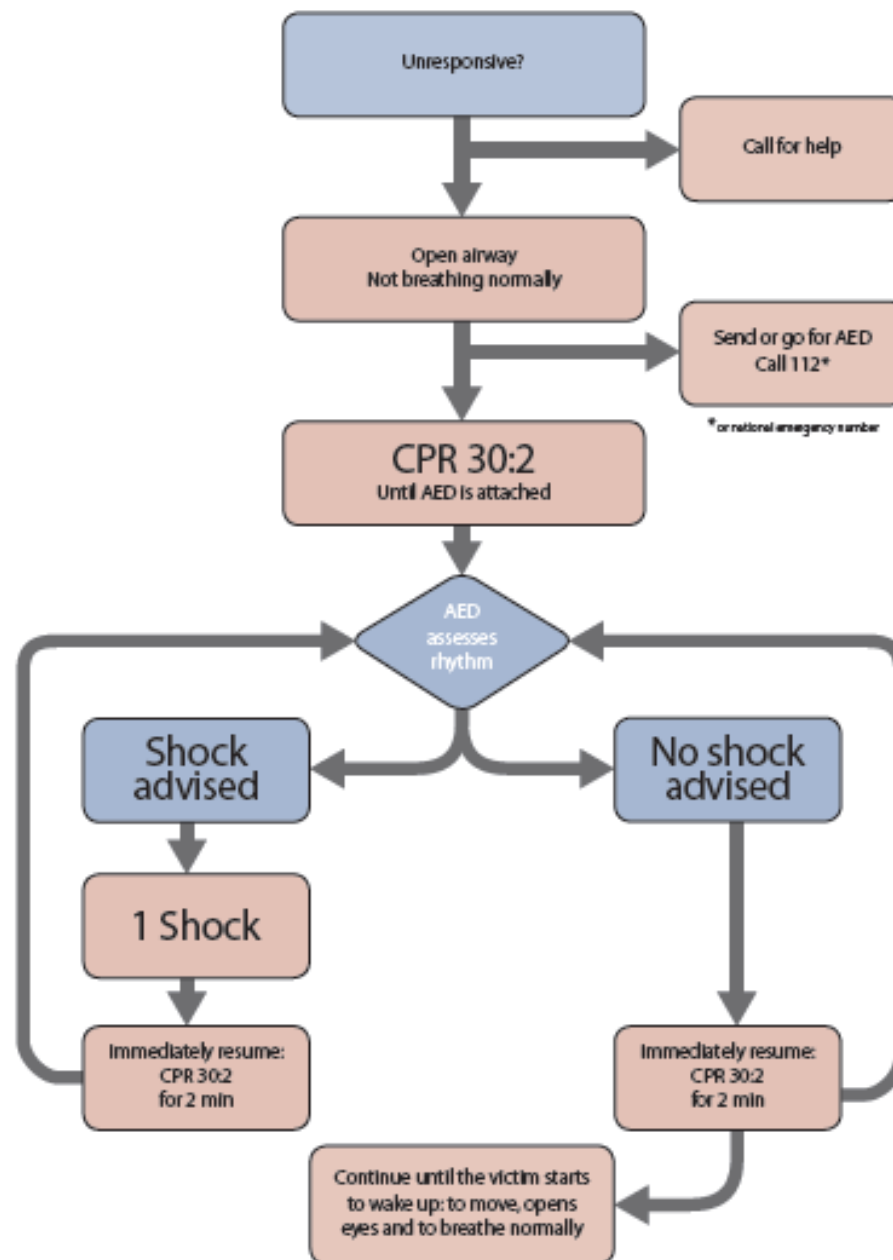 Unresponsive?
Call for help
Open airway
Not breathing normally
Send or go for AED
Call 112*
*or national emergency number
CPR 30:2
Until AED is attached
AED
assesses
rhythm
Shock
advised
No shock
advised
1 Shock
Immediately resume:
CPR 30:2
for 2 min
Immediately resume:
CPR 30:2
for 2 min
Continue until the victim starts
to wake up: to move, opens
eyes and to breathe normally